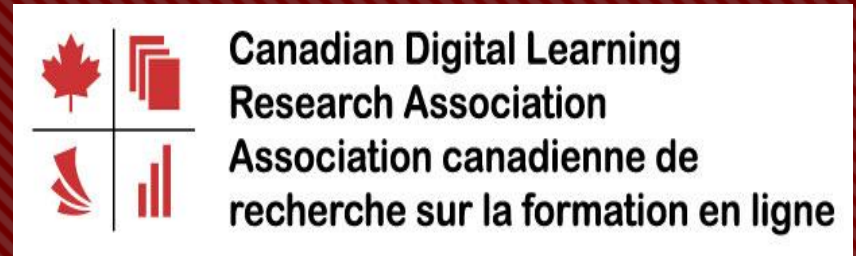 Canadian Digital Learning
Research Association
Association canadienne de
recherche sur la formation en ligne